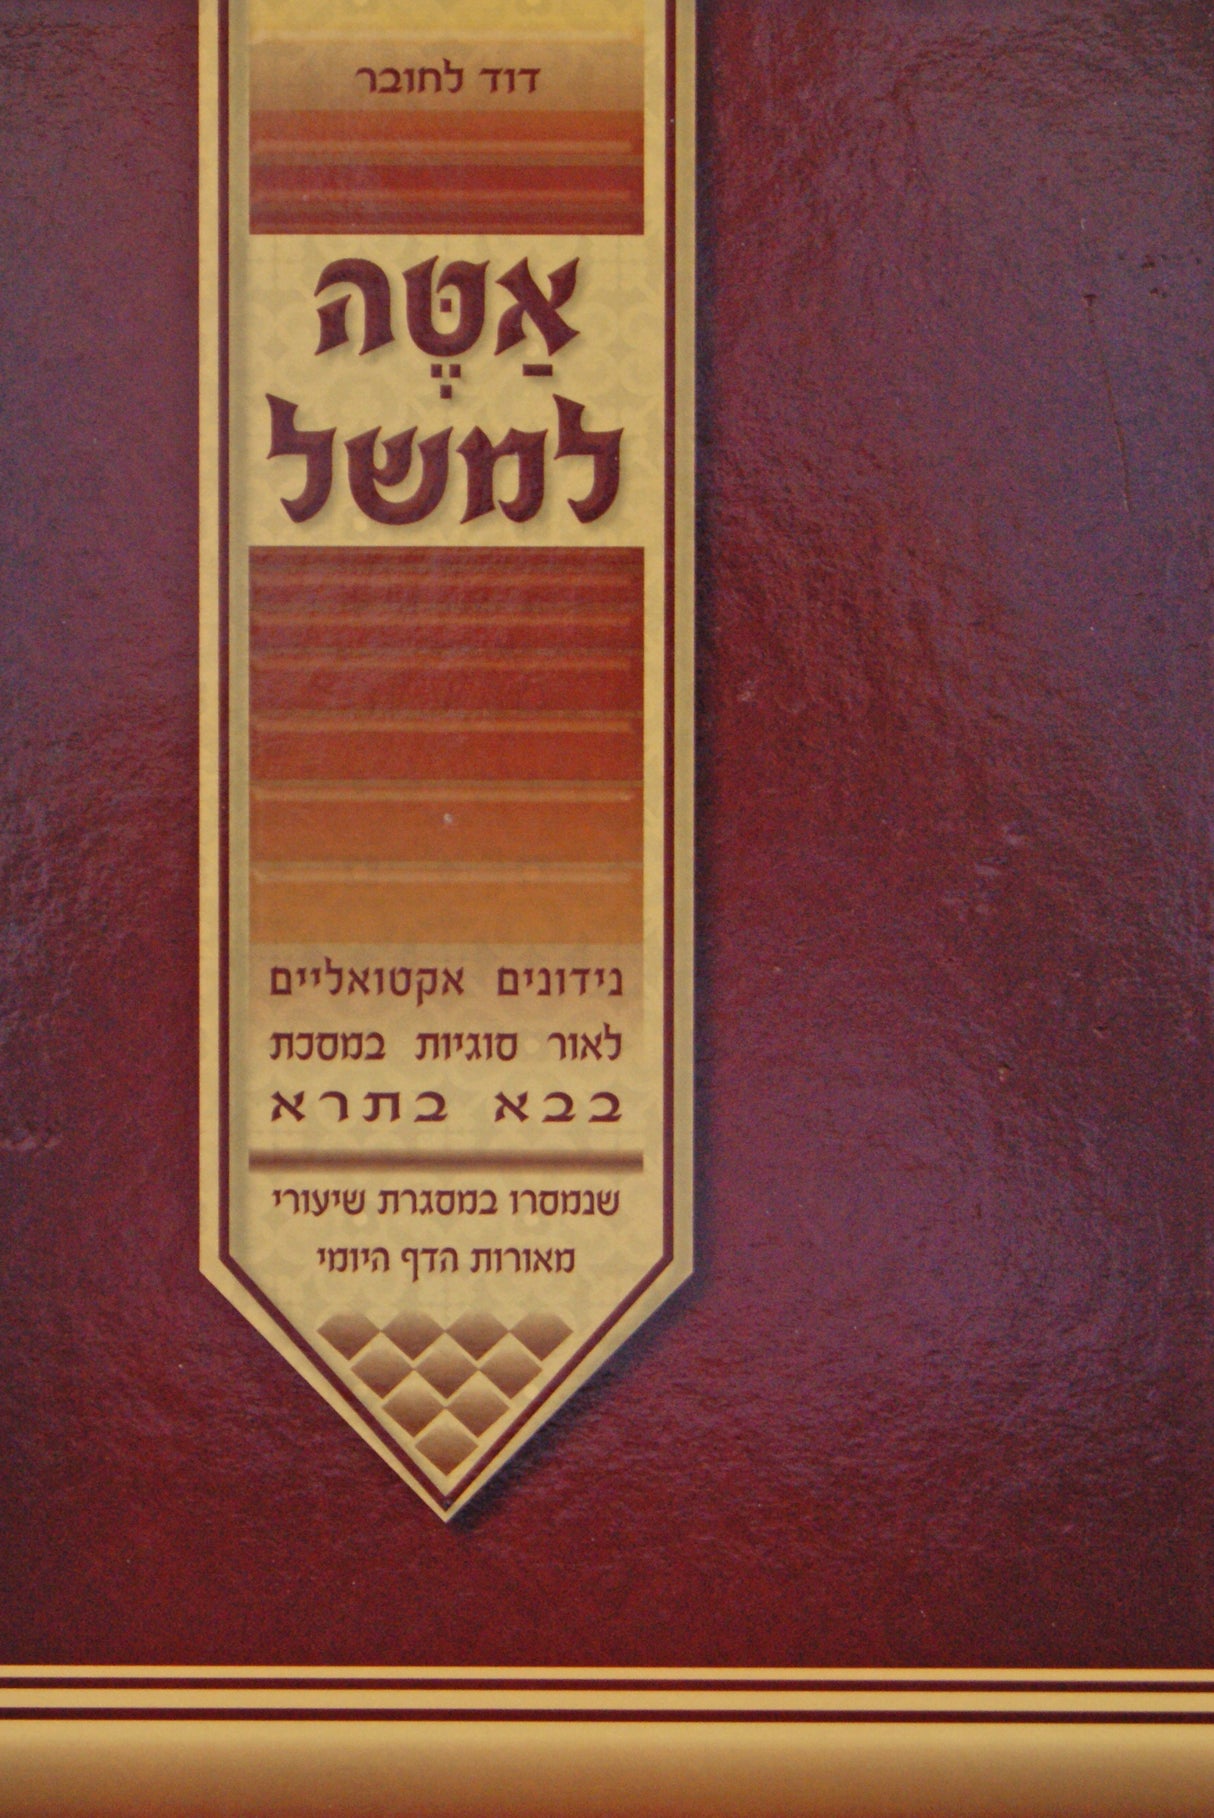 דוד לחובר
אַטֶּה
למשל
נידונים אקטואליים
לאור סוגיות במסכת
בבא בתרא
שנמסרו במסגרת שיעורי
מאורות הדף היומי